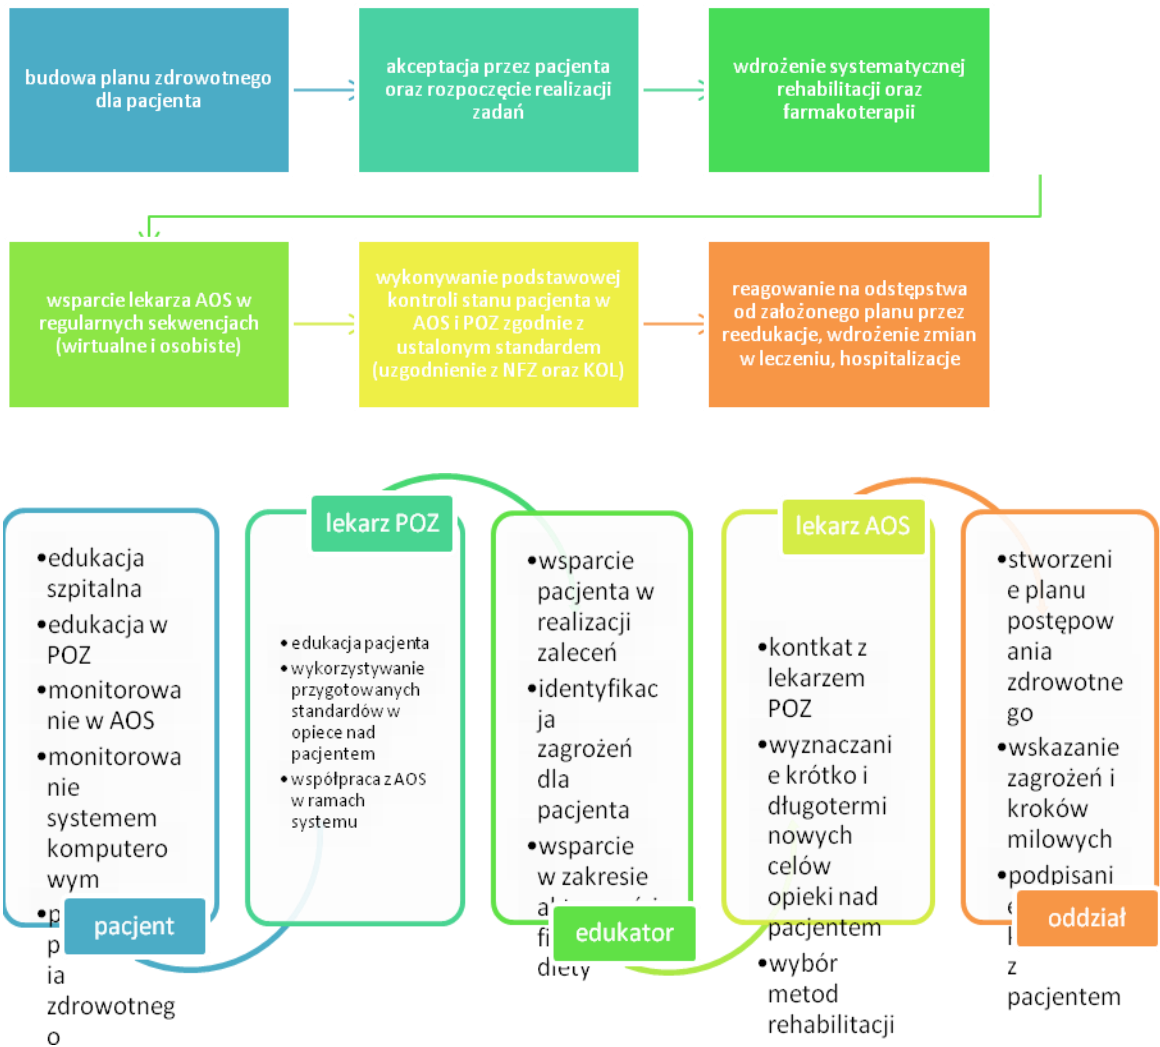 budowa planu zdrowotnego
dla pacjenta
akceptacja przez pacjenta
oraz rozpoczęcie realizacji
zadań
wdrożenie systematycznej
rehabilitacji oraz
farmakoterapii
wsparcie lekarza AOS w
regularnych sekwencjach
(wirtualne i osobiste)
wykonywanie podstawowej
kontroli stanu pacjenta w
AOS i POZ zgodnie z
ustalonym standardem
(uzgodnienie z NFZ oraz KOL)
reagowanie na odstępstwa
od założonego planu przez
reedukacje, wdrożenie zmian
w leczeniu, hospitalizacje
•edukacja
szpitalna
•edukacja w
POZ
•monitorowa
nie w AOS
•monitorowa
nie
systemem
komputero
wym
ia
zdrowotneg
o
pacjent
lekarz POZ
•edukacja pacjenta
•wykorzystywanie
przygotowanych
standardów w
opiece nad
pacjentem
•współpraca z AOS
w ramach
systemu
•wsparcie
pacjenta w
realizacji
zaleceń
•identyfikac
ja
zagrożeń
dla
pacjenta
•wsparcie
w zakresie
diety
edukator
lekarz AOS
•kontkat z
lekarzem
POZ
•wyznaczani
e krótko i
długotermi
nowych
celów
opieki nad
pacjentem
•wybór
metod
rehabilitacji
•stworzeni
e planu
postępow
ania
zdrowotne
go
•wskazanie
zagrożeń i
kroków
milowych
•podpisani
z
pacjentem
oddział